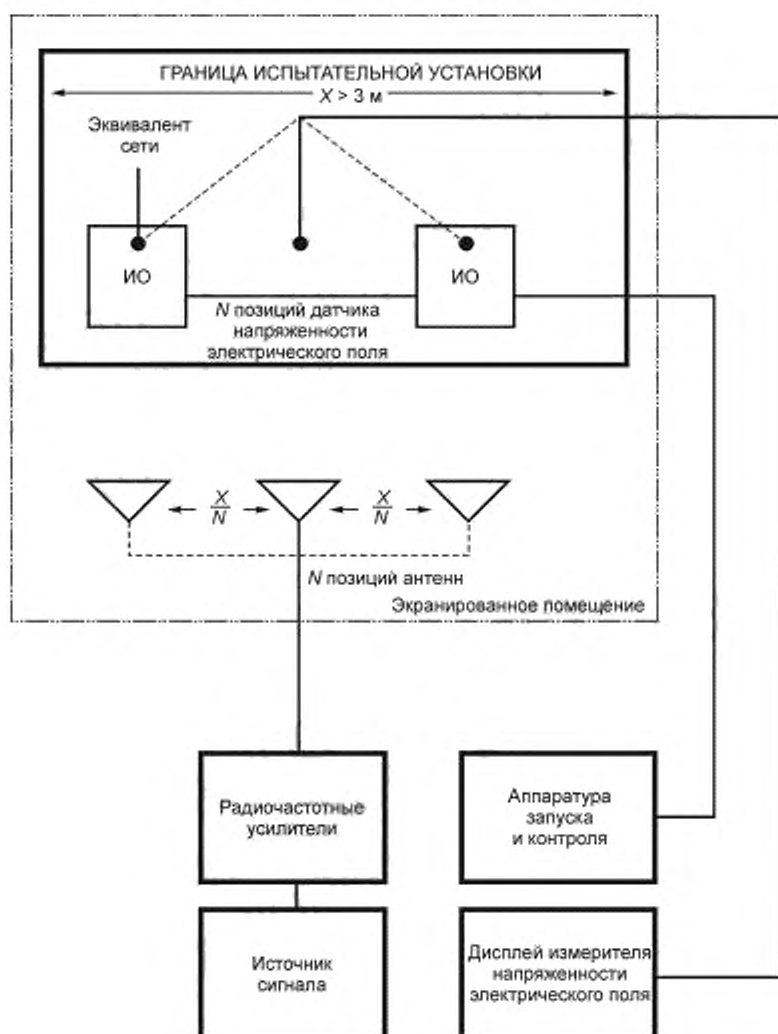 ГРАНИЦА ИСПЫТАТЕЛЬНОЙ УСТАНОВКИ
X > 3 м
Эквивалент
сети
ИО
ИО
N позиций датчика
напряженности
электрического поля
X
N
X
N
N позиций антенн
Экранированное помещение
Радиочастотные
усилители
Аппаратура
запуска
и контроля
Источник
сигнала
Дисплей измерителя
напряженности
электрического поля